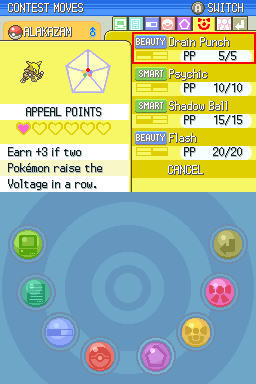 CONTEST MOVES
SWITCH
ALAKAZAM
BEAUTY Drain Punch
PP 5/5
SMART Psychic
PP 10/10
SMART Shadow Ball
PP 15/15
BEAUTY Flash
PP 20/20
CANCEL
APPEAL POINTS
Earn +3 if two
Pokémon raise the
Voltage in a row.